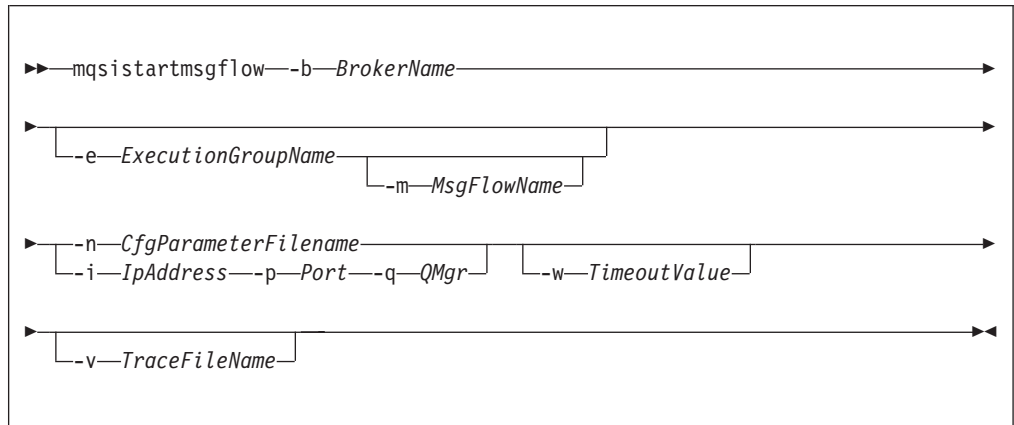 mqsistartmsgflow -b BrokerName
-e ExecutionGroupName
-m MsgFlowName
-n CfgParameterFilename
-i IpAddress -p Port -q QMgr -w TimeoutValue
-v TraceFileName